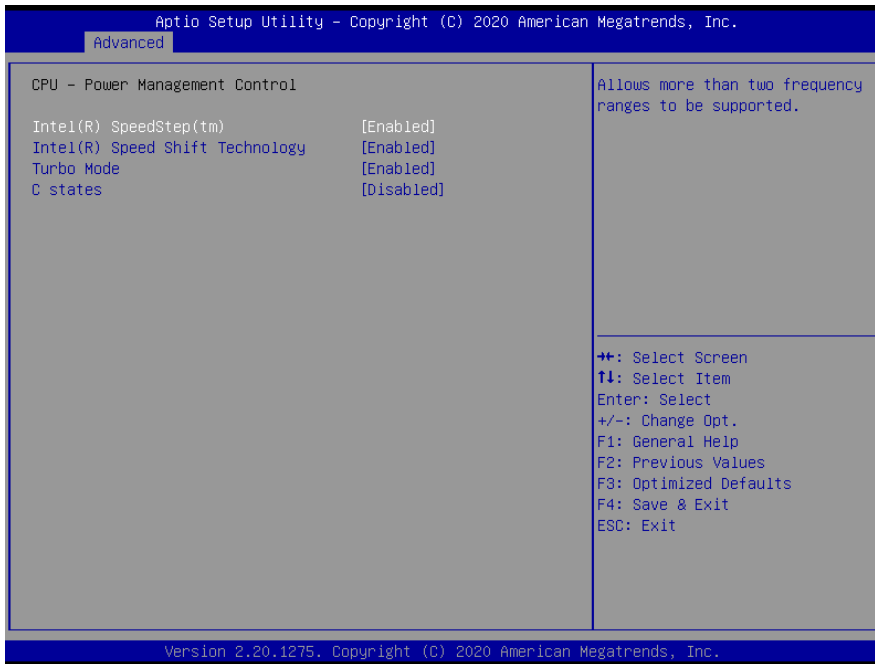 Aptio Setup Utility – Copyright (C) 2020 American Megatrends, Inc.
Advanced
CPU – Power Management Control
Intel(R) SpeedStep(tm) [Enabled]
Intel(R) Speed Shift Technology [Enabled]
Turbo Mode [Enabled]
C states [Disabled]
Allows more than two frequency
ranges to be supported.
→←: Select Screen
↑↓: Select Item
Enter: Select
+/-: Change Opt.
F1: General Help
F2: Previous Values
F3: Optimized Defaults
F4: Save & Exit
ESC: Exit
Version 2.20.1275. Copyright (C) 2020 American Megatrends, Inc.